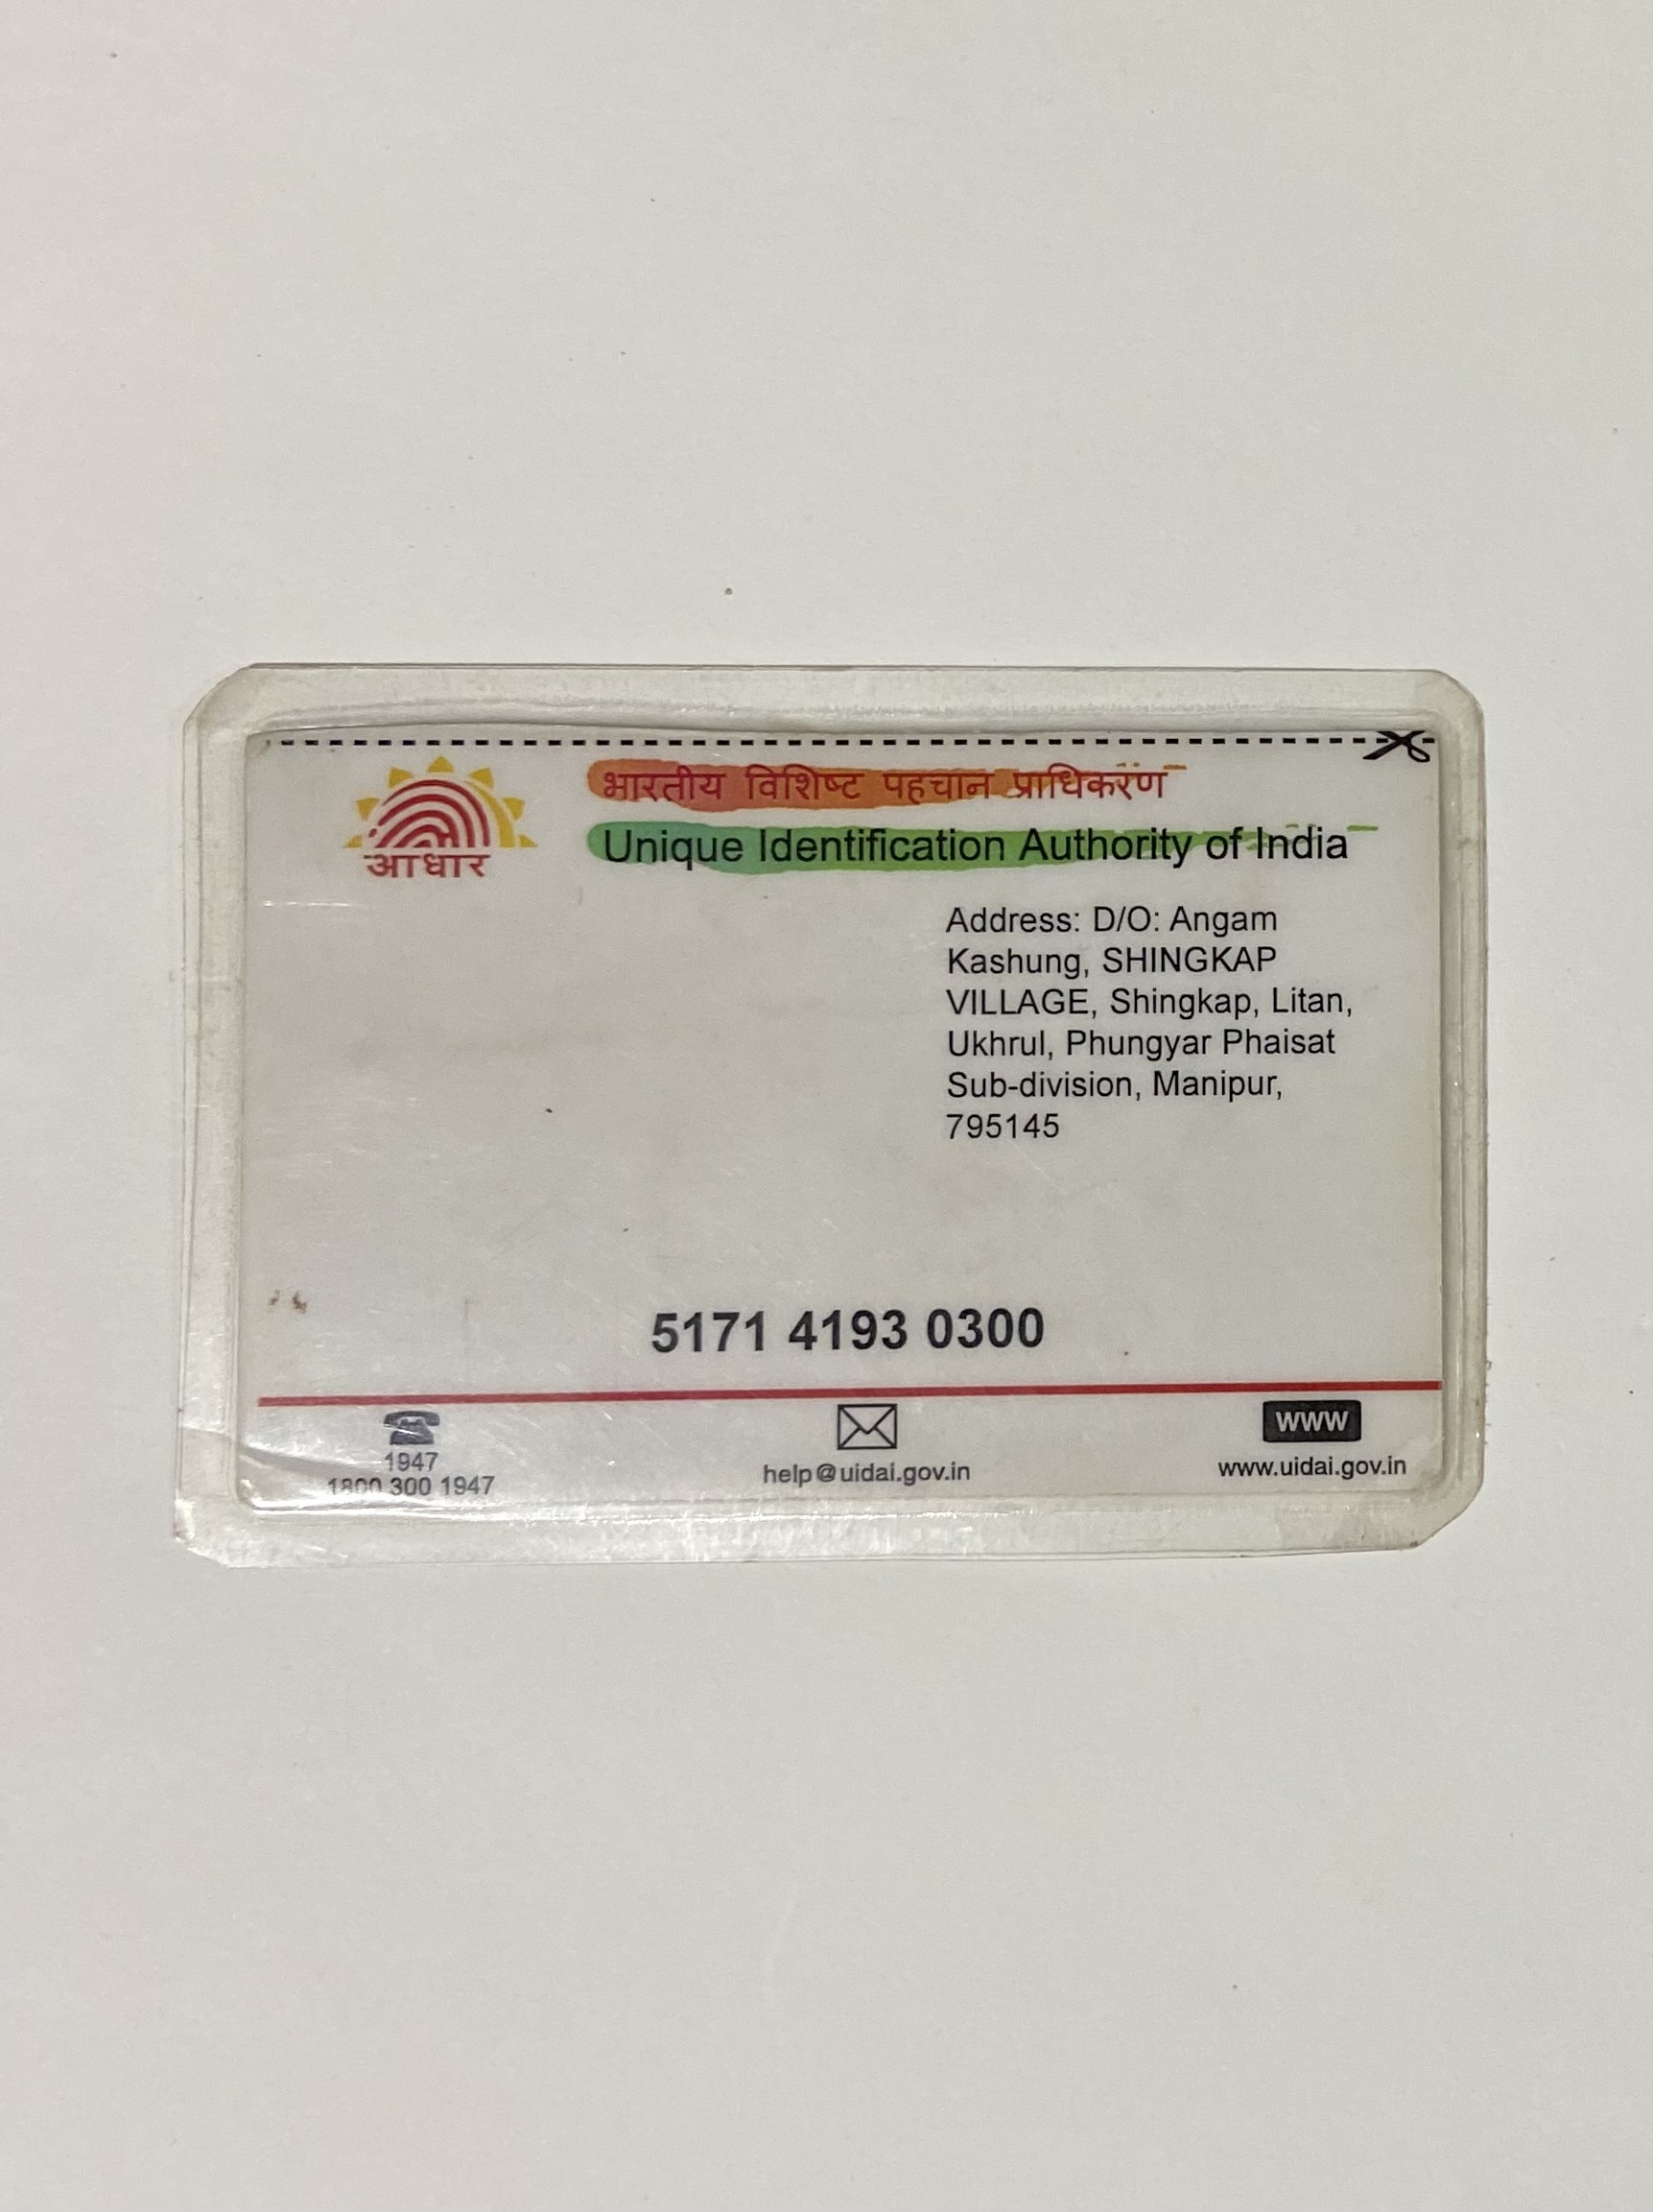 आधार
भारतीय विशिष्ट पहचान प्राधिकरण
Unique Identification Authority of India
Address: D/O: Angam
Kashung, SHINGKAP
VILLAGE, Shingkap, Litan,
Ukhrul, Phungyar Phaisat
Sub-division, Manipur,
795145
5171 4193 0300
1947
1800 300 1947
help@uidai.gov.in
WWW
www.uidai.gov.in